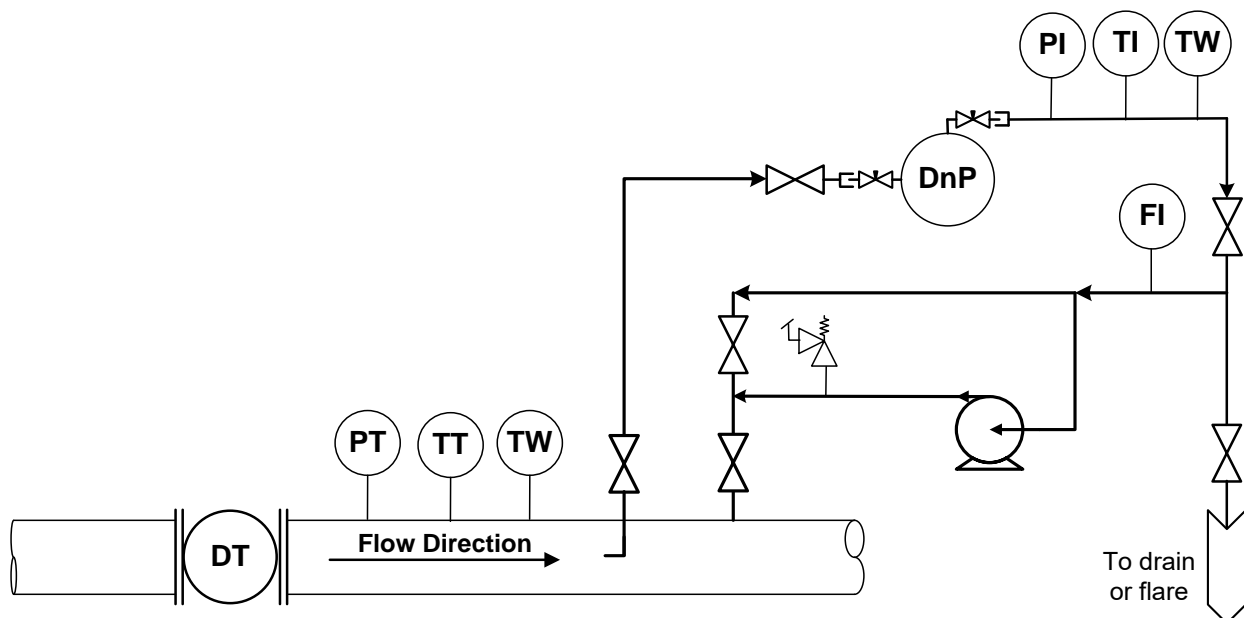 PI
TI
TW
DnP
FI
PT
TT
TW
DT
Flow Direction
To drain
or flare